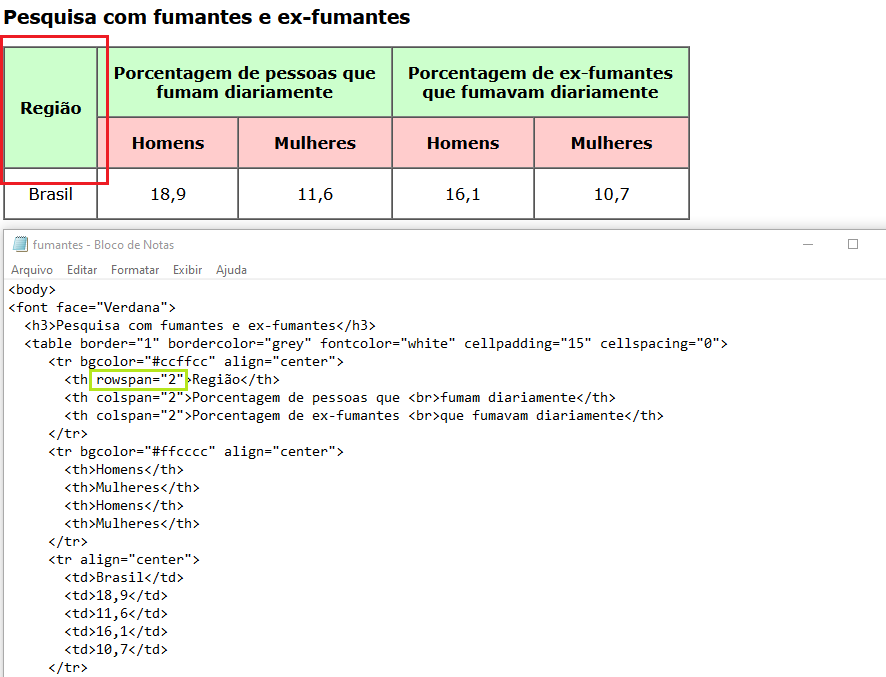 Pesquisa com fumantes e ex-fumantes
Região
Porcentagem de pessoas que
fumam diariamente
Porcentagem de ex-fumantes
que fumavam diariamente
Homens Mulheres Homens Mulheres
Brasil 18,9 11,6 16,1 10,7
fumantes - Bloco de Notas
Arquivo Editar Formatar Exibir Ajuda
<body>
<font face="Verdana">
<h3>Pesquisa com fumantes e ex-fumantes</h3>
<table border="1" bordercolor="grey" fontcolor="white" cellpadding="15" cellspacing="0">
<tr bgcolor="#ccffcc" align="center">
<th rowspan="2">Região</th>
<th colspan="2">Porcentagem de pessoas que <br>fumam diariamente</th>
<th colspan="2">Porcentagem de ex-fumantes <br>que fumavam diariamente</th>
</tr>
<tr bgcolor="#ffcccc" align="center">
<th>Homens</th>
<th>Mulheres</th>
<th>Homens</th>
<th>Mulheres</th>
</tr>
<tr align="center">
<td>Brasil</td>
<td>18,9</td>
<td>11,6</td>
<td>16,1</td>
<td>10,7</td>
</tr>